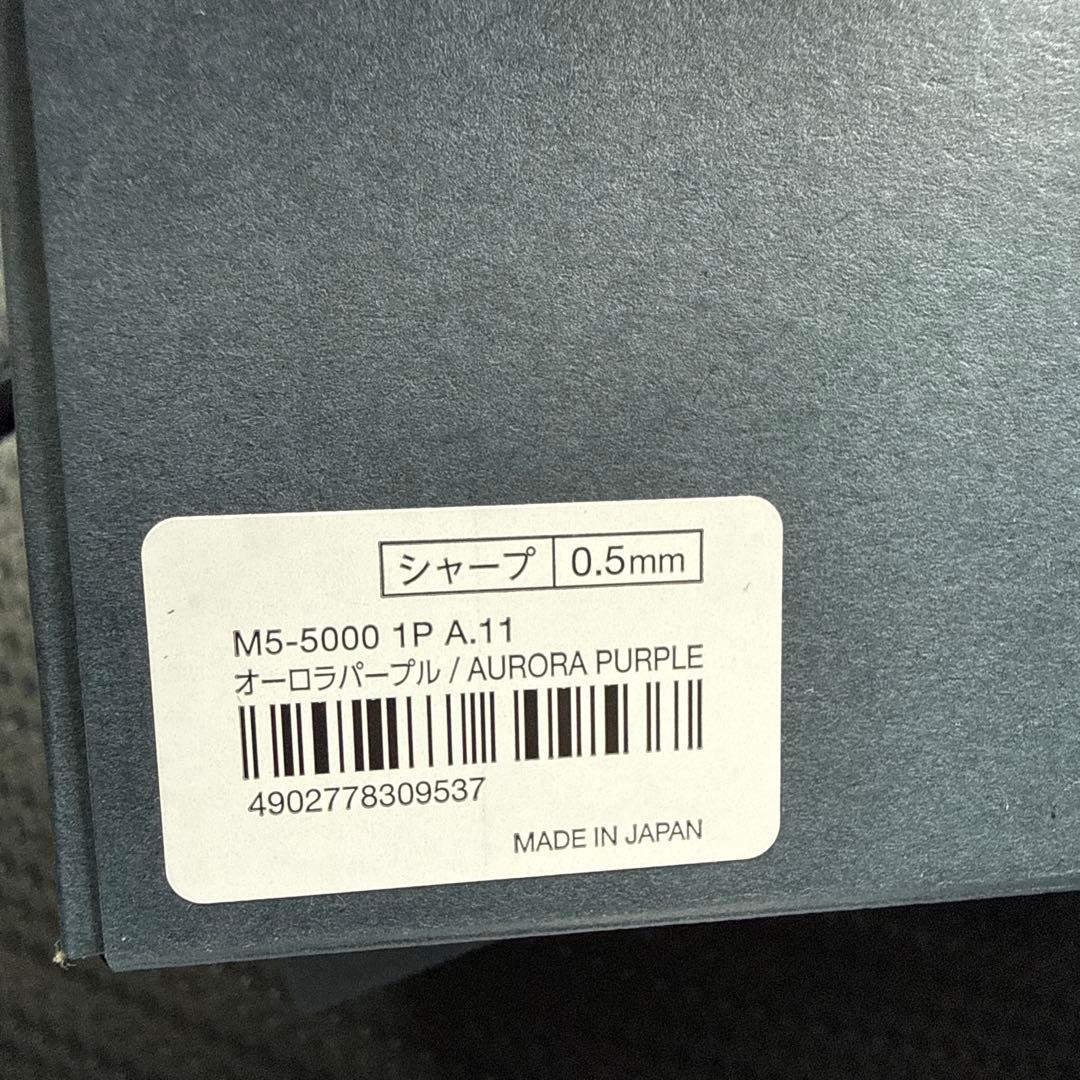 シャープ 0.5mm
M5-5000 1P A.11
オーロラパープル / AURORA PURPLE
4902778309537
MADE IN JAPAN